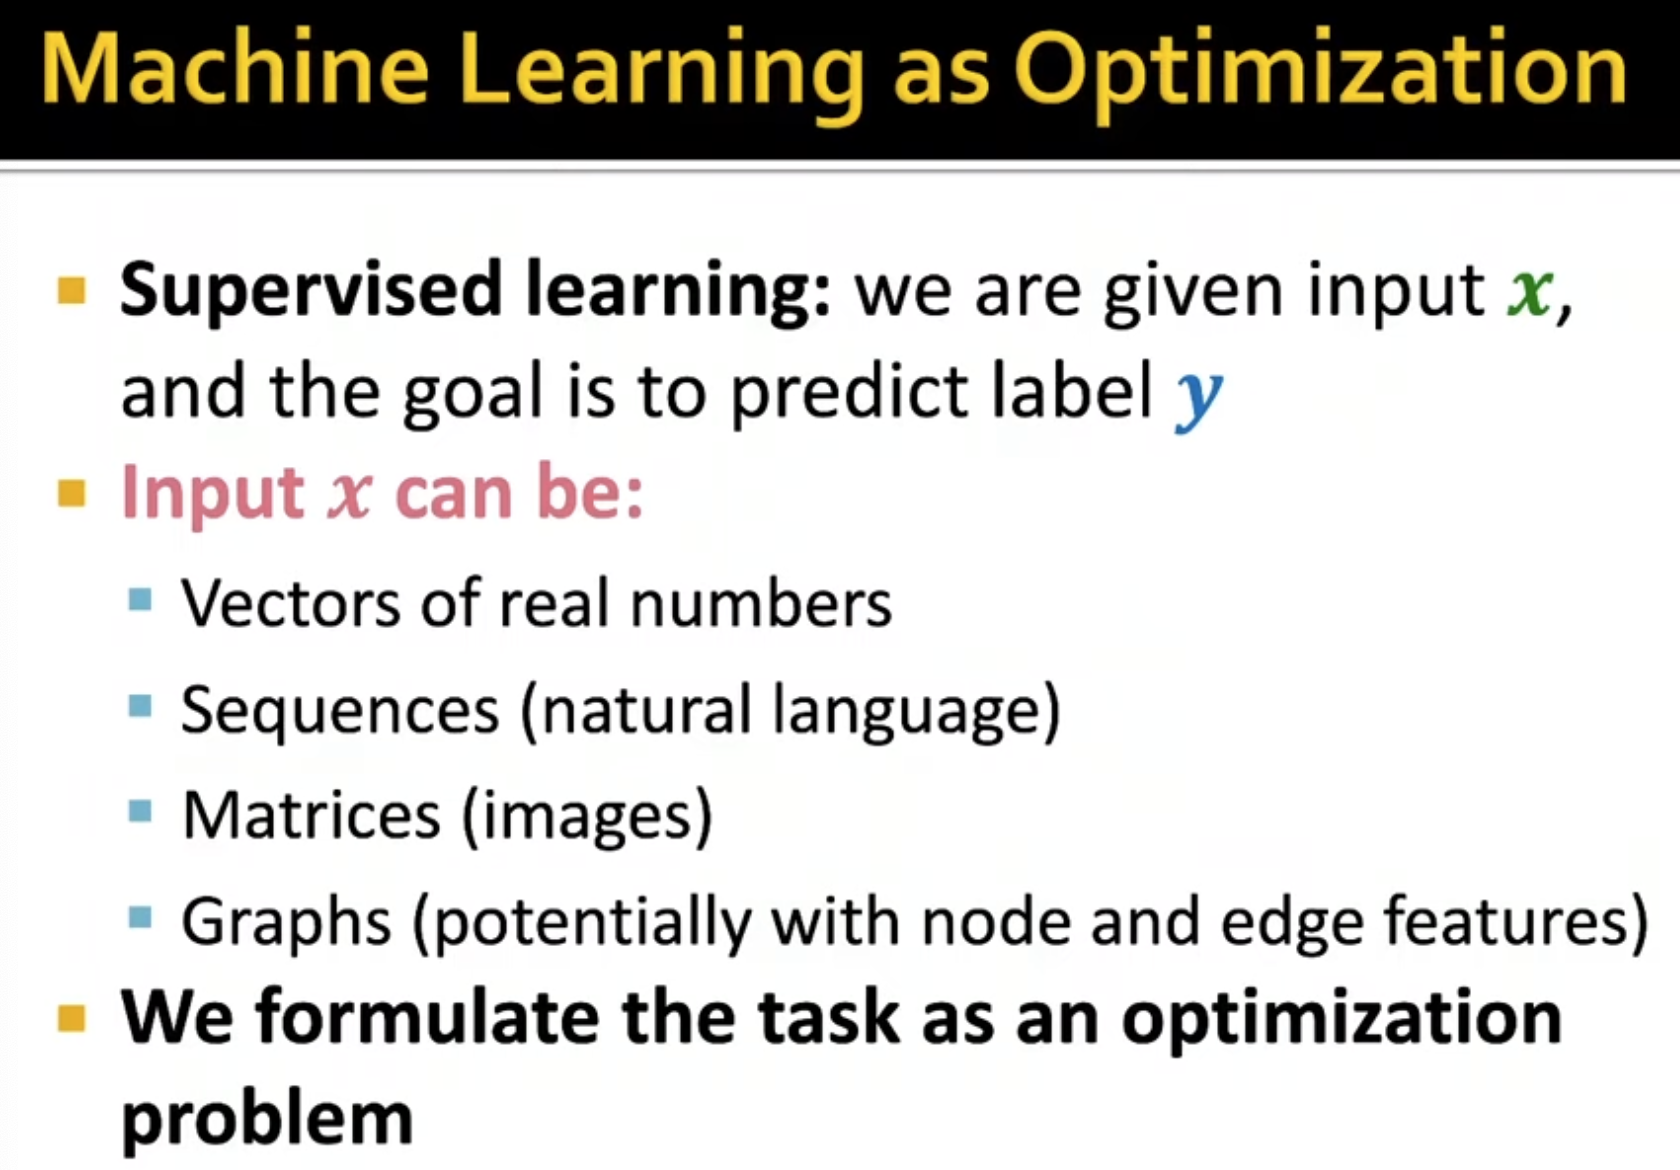 Machine Learning as Optimization
Supervised learning: we are given input x,
and the goal is to predict label y
Input x can be:
Vectors of real numbers
Sequences (natural language)
Matrices (images)
Graphs (potentially with node and edge features)
We formulate the task as an optimization
problem